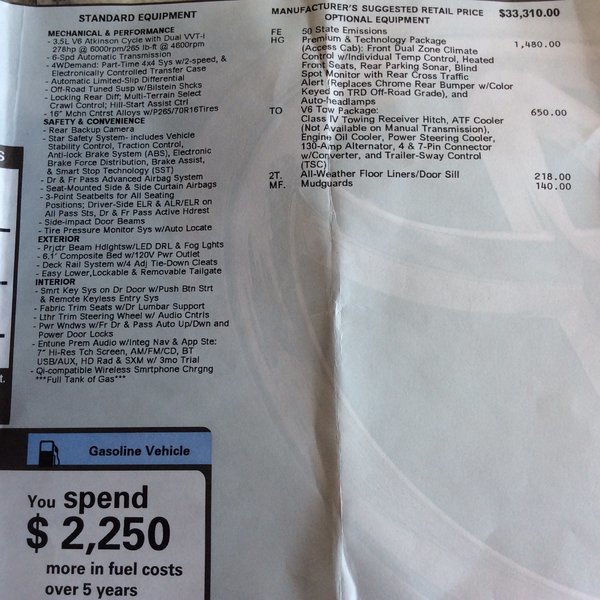 STANDARD EQUIPMENT
MECHANICAL & PERFORMANCE
- 3.5L V6 Atkinson Cycle with Dual VVT-i
278hp @ 6000rpm/265 lb-ft @ 4600rpm
- 6-Spd Automatic Transmission
- 4WDemand: Part-Time 4x4 Sys w/2-speed, &
Electronically Controlled Transfer Case
- Automatic Limited-Slip Differential
- Off-Road Tuned Susp w/Bilstein Shcks
- Locking Rear Diff; Multi-Terrain Select
Crawl Control; Hill-Start Assist Ctrl
- 16" Mchn Cntrst Alloys w/P265/70R16Tires
SAFETY & CONVENIENCE
- Rear Backup Camera
- Star Safety System- includes Vehicle
Stability Control, Traction Control,
Anti-lock Brake System (ABS), Electronic
Brake Force Distribution, Brake Assist,
& Smart Stop Technology (SST)
- Dr & Fr Pass Advanced Airbag System
- Seat-Mounted Side & Side Curtain Airbags
- 3-Point Seatbelts for All Seating
Positions; Driver-Side ELR & ALR/ELR on
All Pass Sts, Dr & Fr Pass Active Hdrest
- Side-impact Door Beams
- Tire Pressure Monitor Sys w/Auto Locate
EXTERIOR
- Prjctr Beam Hdlghtsw/LED DRL & Fog Lghts
- 6.1' Composite Bed w/120V Pwr Outlet
- Deck Rail System w/4 Adj Tie-Down Cleats
- Easy Lower,Lockable & Removable Tailgate
INTERIOR
- Smrt Key Sys on Dr Door w/Push Btn Strt
& Remote Keyless Entry Sys
- Fabric Trim Seats w/Dr Lumbar Support
- Lthr Trim Steering Wheel w/ Audio Cntrls
- Pwr Wndws w/Fr Dr & Pass Auto Up/Dwn and
Power Door Locks
- Entune Prem Audio w/Integ Nav & App Ste:
7" Hi-Res Tch Screen, AM/FM/CD, BT
USB/AUX, HD Rad & SXM w/ 3mo Trial
- Qi-compatible Wireless Smrtphone Chrgng
***Full Tank of Gas***
MANUFACTURER'S SUGGESTED RETAIL PRICE $33,310.00
OPTIONAL EQUIPMENT
FE 50 State Emissions
HG Premium & Technology Package 1,480.00
(Access Cab): Front Dual Zone Climate
Control w/Individual Temp Control, Heated
Front Seats, Rear Parking Sonar, Blind
Spot Monitor with Rear Cross Traffic
Alert (Replaces Chrome Rear Bumper w/Color
Keyed on TRD Off-Road Grade), and
Auto-headlamps
TO V6 Tow Package: 650.00
Class IV Towing Receiver Hitch, ATF Cooler
(Not Available on Manual Transmission),
Engine Oil Cooler, Power Steering Cooler,
130-Amp Alternator, 4 & 7-Pin Connector
w/Converter, and Trailer-Sway Control
(TSC)
2T. All-Weather Floor Liners/Door Sill 218.00
MF. Mudguards 140.00
Gasoline Vehicle
You spend
$ 2,250
more in fuel costs
over 5 years